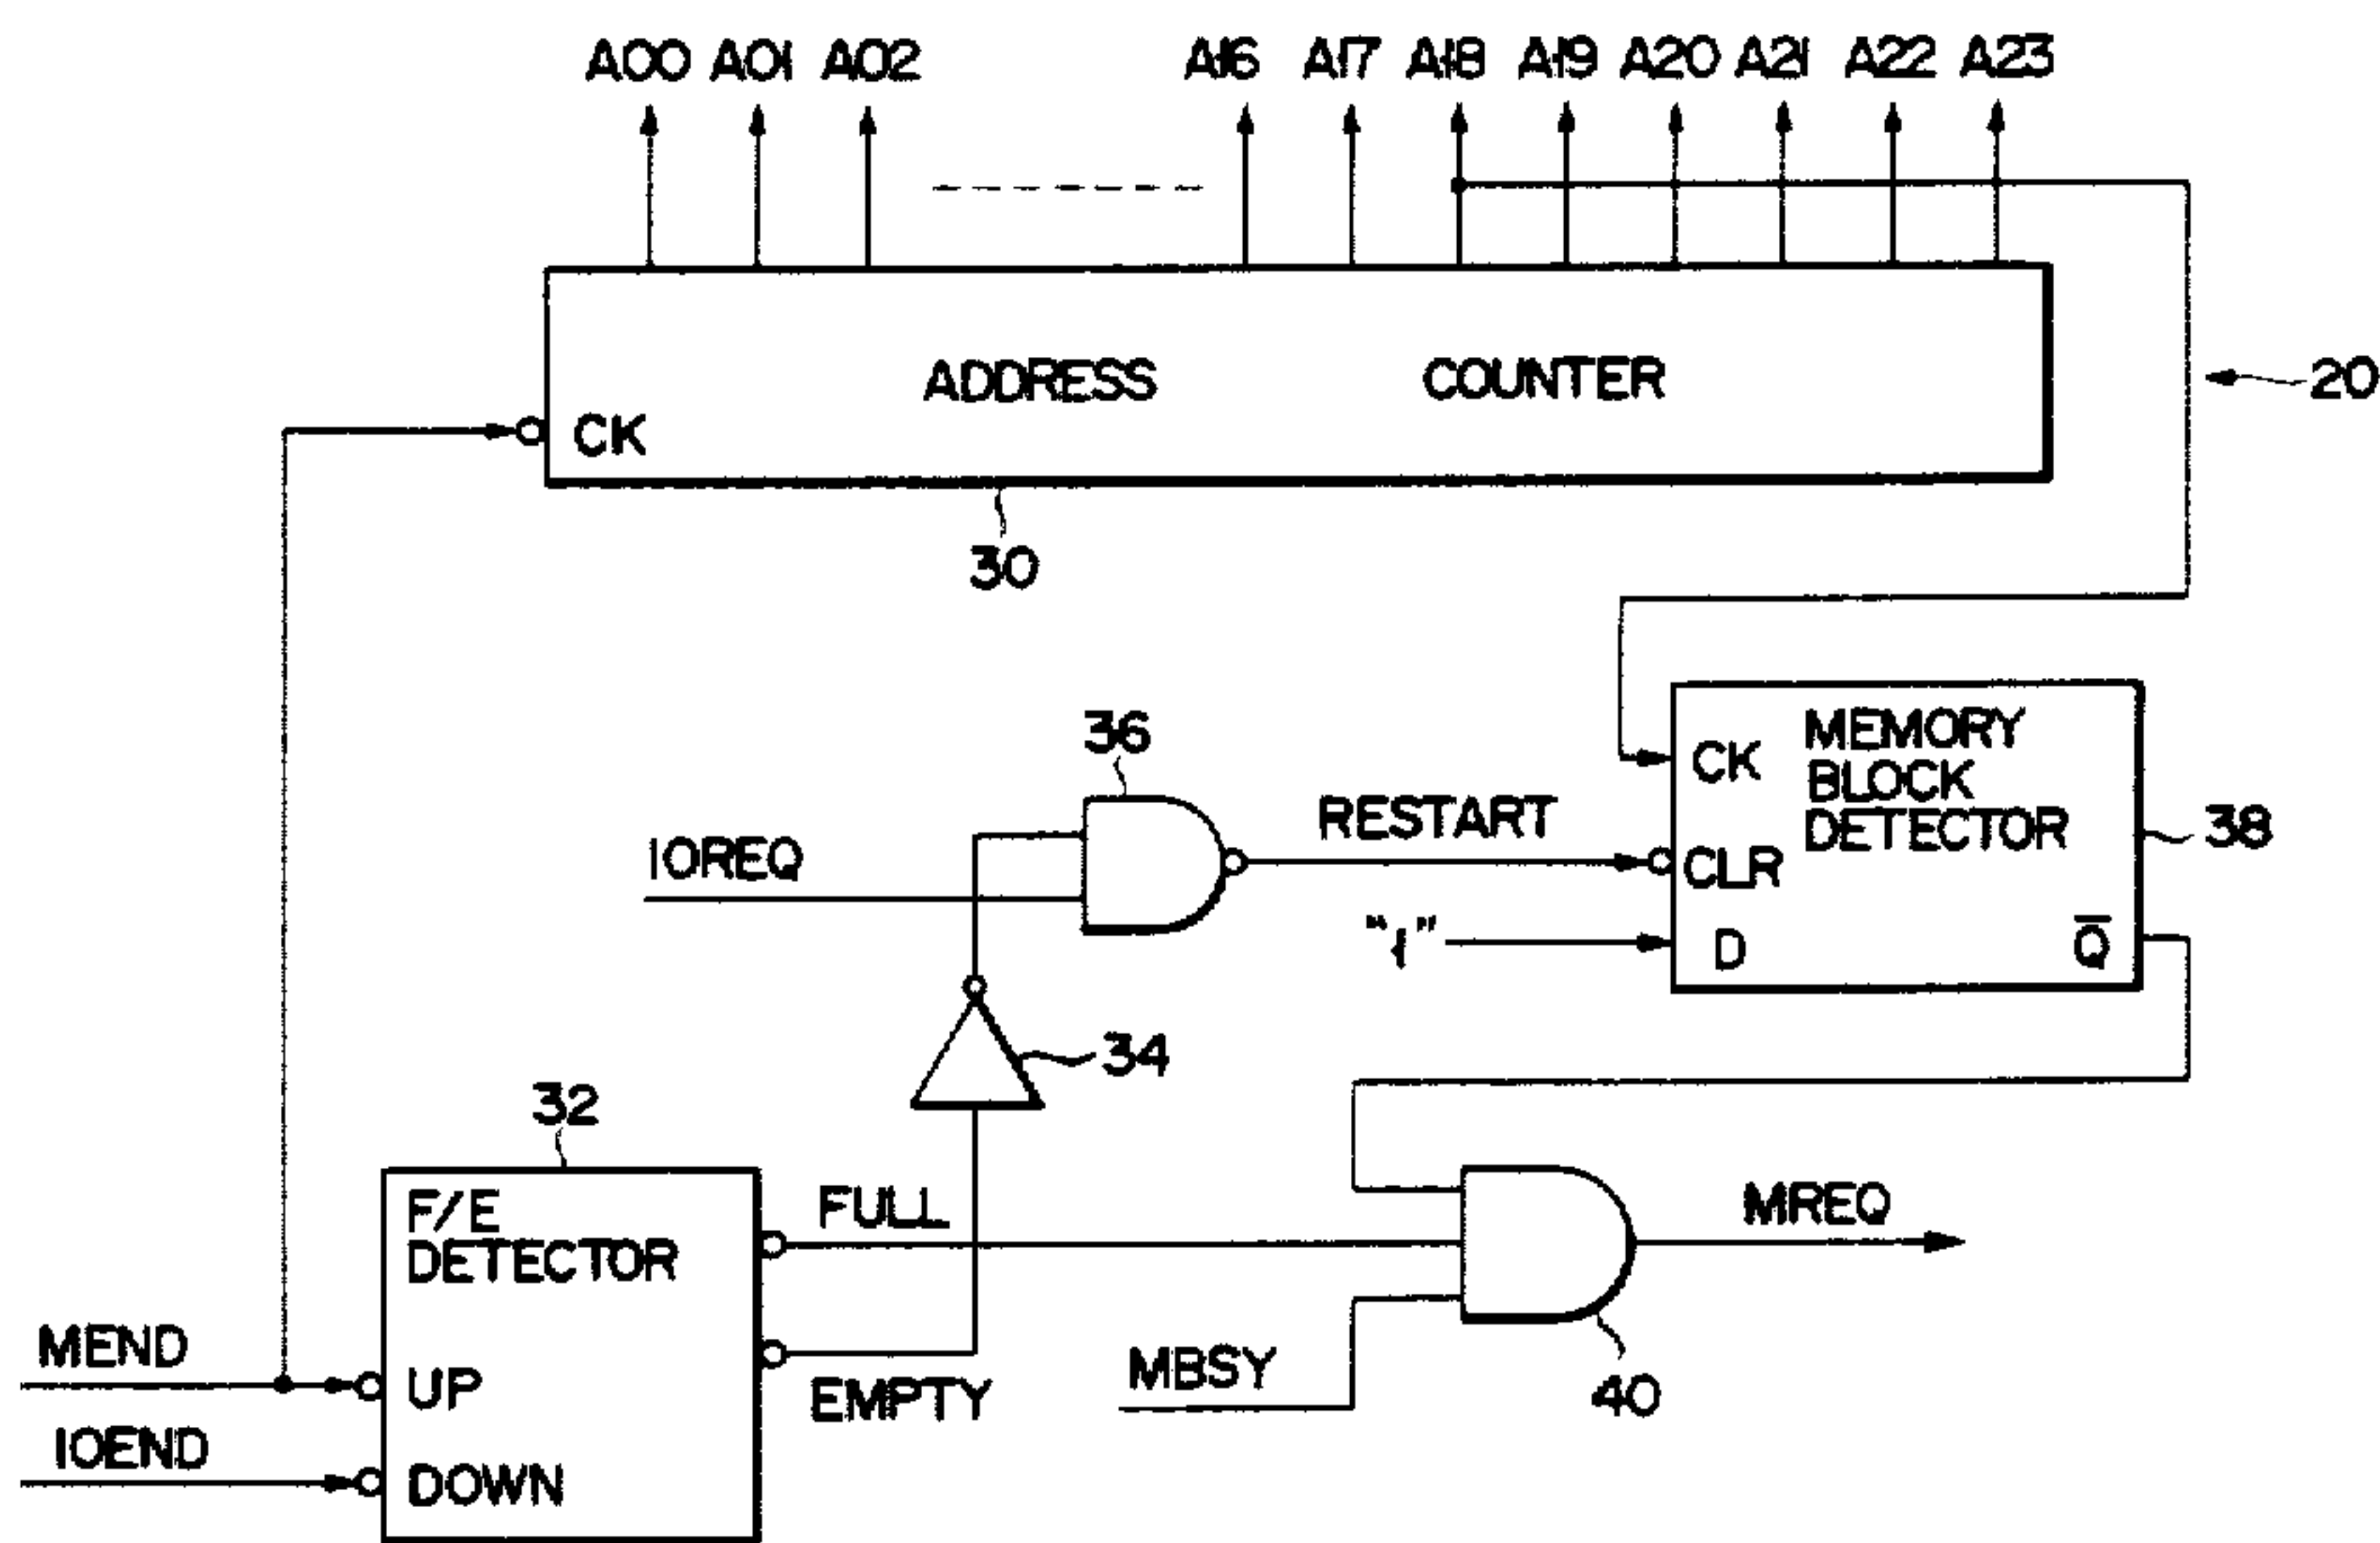 A00 A01 A02 A16 A17 A18 A19 A20 A21 A22 A23
ADDRESS COUNTER
20
CK
30
36
MEMORY
BLOCK
DETECTOR
CK
RESTART
38
IOREQ
CLR
"1"
D
Q̅
34
32
F/E
DETECTOR
FULL
MREQ
MEND
UP
MBSY
EMPTY
40
IOEND
DOWN